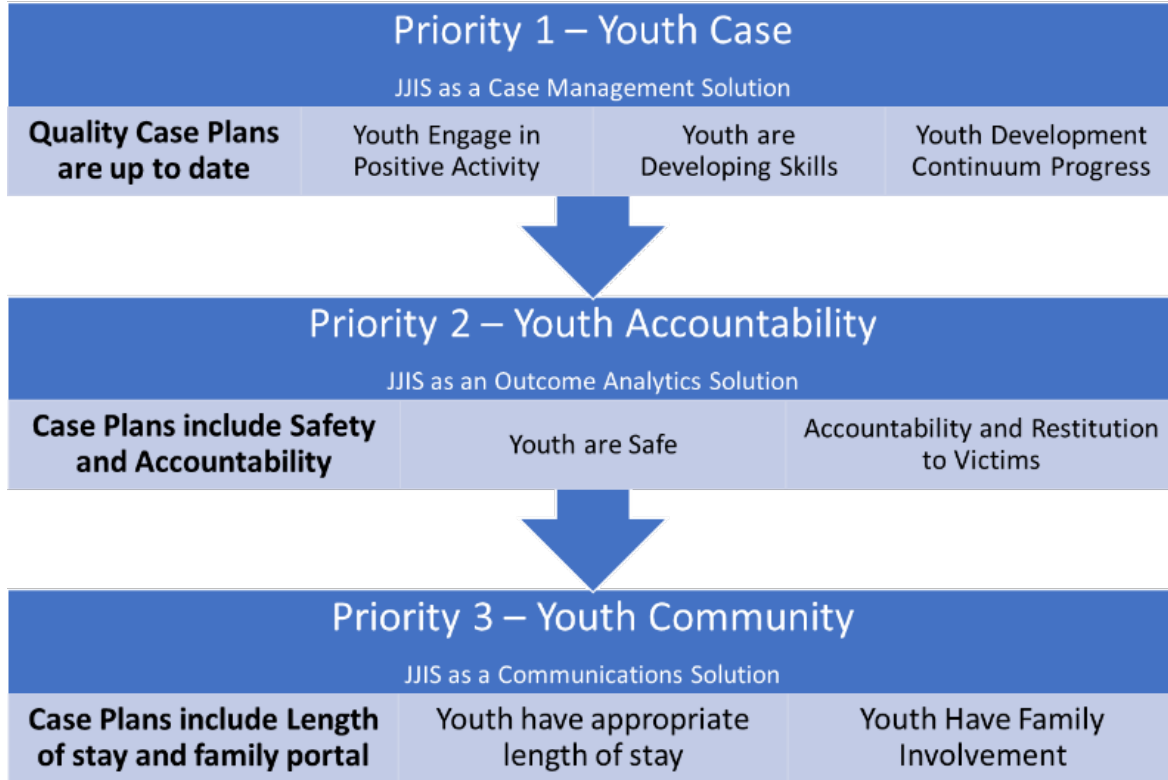 Priority 1 – Youth Case
JJIS as a Case Management Solution
Quality Case Plans
are up to date
Youth Engage in
Positive Activity
Youth are
Developing Skills
Youth Development
Continuum Progress
Priority 2 – Youth Accountability
JJIS as an Outcome Analytics Solution
Case Plans include Safety
and Accountability
Youth are Safe
Accountability and Restitution
to Victims
Priority 3 – Youth Community
JJIS as a Communications Solution
Case Plans include Length
of stay and family portal
Youth have appropriate
length of stay
Youth Have Family
Involvement